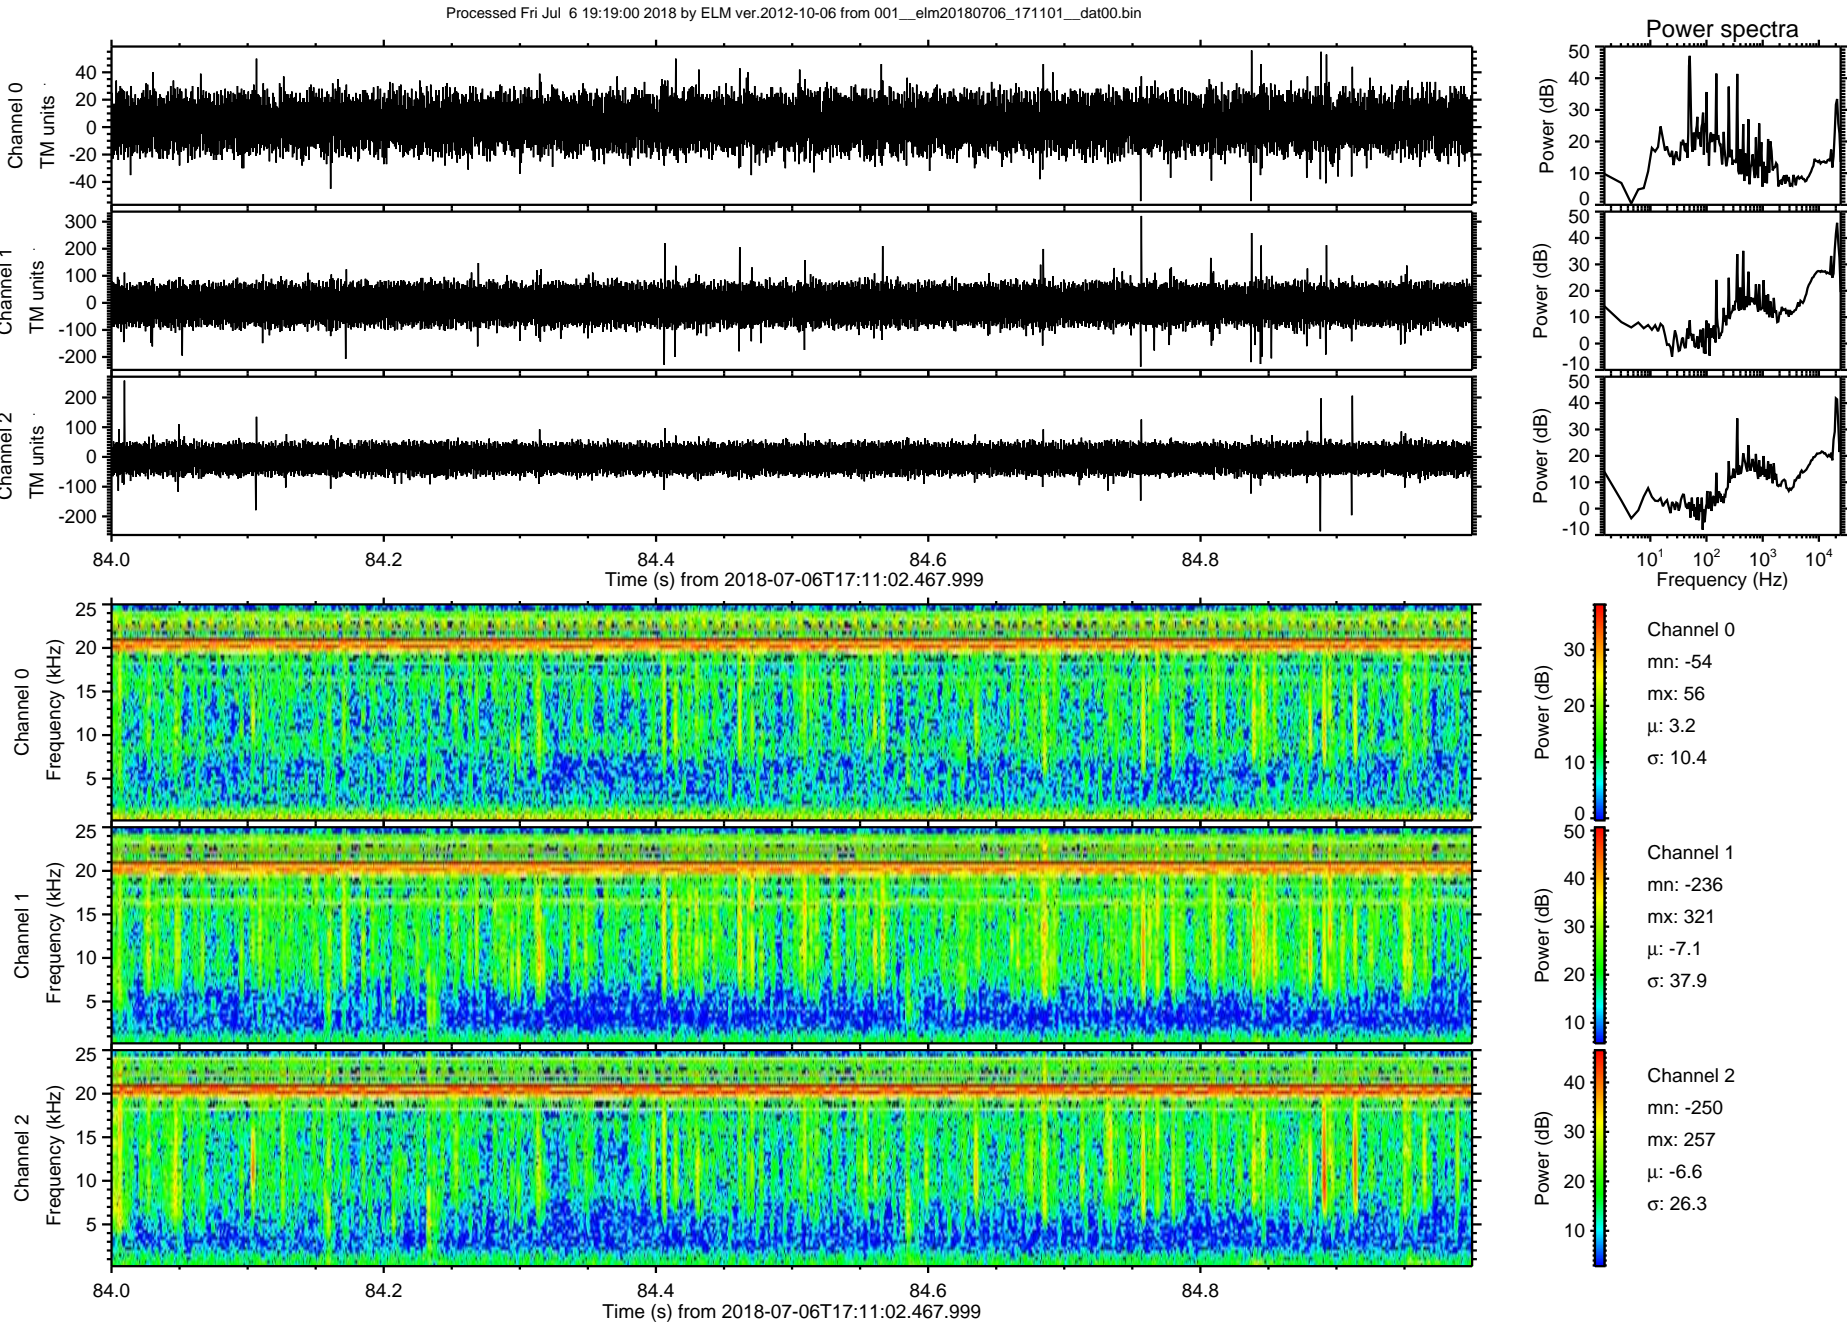 Processed Fri Jul  6 19:19:00 2018 by ELM ver.2012-10-06 from 001__elm20180706_171101__dat00.bin
Power spectra
Channel 0
TM units
40
20
0
-20
-40
Power (dB)
50
40
30
20
10
0
Channel 1
TM units
300
200
100
0
-100
-200
Power (dB)
50
40
30
20
10
0
-10
Channel 2
TM units
200
100
0
-100
-200
Power (dB)
50
40
30
20
10
0
-10
84.0 84.2 84.4 84.6 84.8
Time (s) from 2018-07-06T17:11:02.467.999
10¹ 10² 10³ 10⁴
Frequency (Hz)
Channel 0
Frequency (kHz)
25
20
15
10
5
Power (dB)
30
20
10
0
Channel 0
mn: -54
mx: 56
μ: 3.2
σ: 10.4
Channel 1
Frequency (kHz)
25
20
15
10
5
Power (dB)
50
40
30
20
10
Channel 1
mn: -236
mx: 321
μ: -7.1
σ: 37.9
Channel 2
Frequency (kHz)
25
20
15
10
5
Power (dB)
40
30
20
10
Channel 2
mn: -250
mx: 257
μ: -6.6
σ: 26.3
84.0 84.2 84.4 84.6 84.8
Time (s) from 2018-07-06T17:11:02.467.999